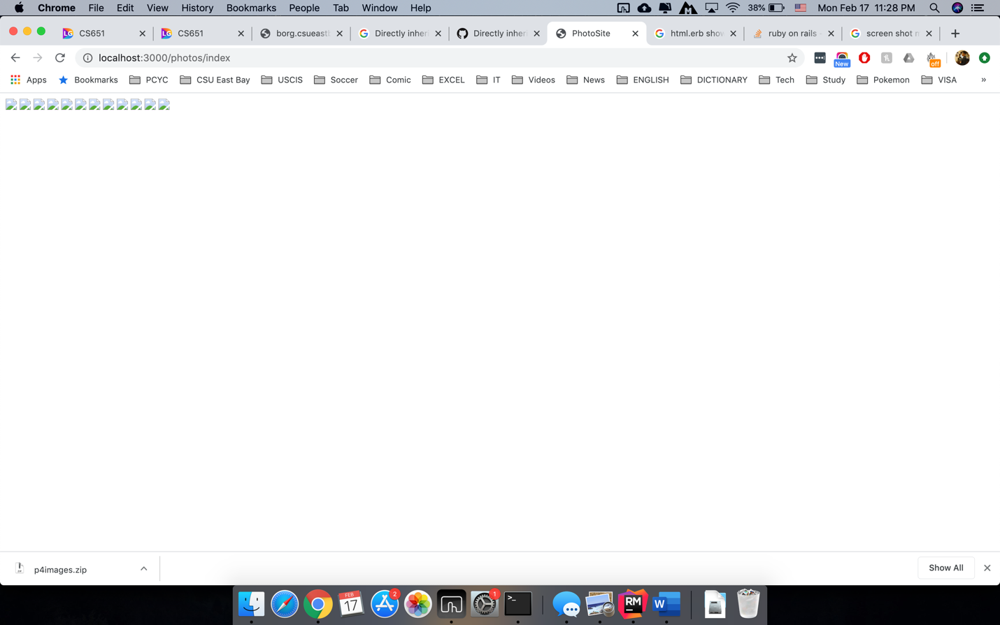 Chrome File Edit View History Bookmarks People Tab Window Help 38% Mon Feb 17 11:28 PM
CS651 CS651 borg.csueastb Directly inheri Directly inheri PhotoSite html.erb show ruby on rails - screen shot m
localhost:3000/photos/index New off
Apps Bookmarks PCYC CSU East Bay USCIS Soccer Comic EXCEL IT Videos News ENGLISH DICTIONARY Tech Study Pokemon VISA »
p4images.zip Show All
FEB 17 2 1 >_ RM W